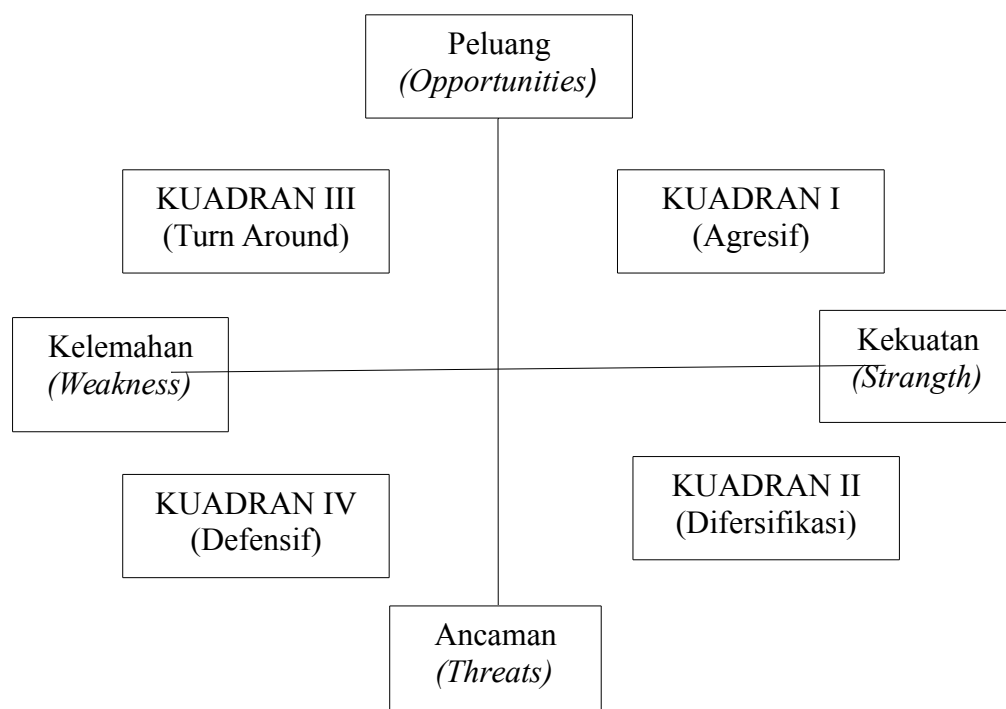 Peluang
(Opportunities)
KUADRAN III
(Turn Around)
KUADRAN I
(Agresif)
Kelemahan
(Weakness)
Kekuatan
(Strangth)
KUADRAN IV
(Defensif)
KUADRAN II
(Difersifikasi)
Ancaman
(Threats)